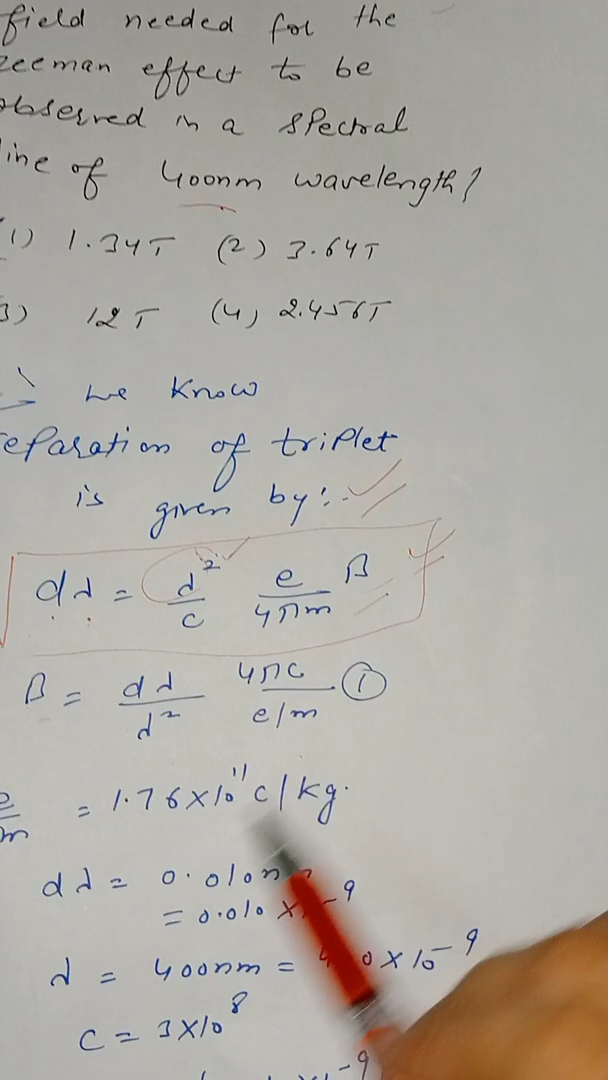 field needed for the
zeeman effect to be
observed in a spectral
line of 400nm wavelength?
1) 1.34T (2) 3.64T
3) 12T (4) 2.456T
=> we know
separation of triplet
is given by:-
dλ = λ²/c e/4πm B
B = dλ/λ² 4πc/e/m ①
e/m = 1.76×10¹¹ C/kg.
dλ = 0.010n
= 0.010 × -9
λ = 400nm = 0×10⁻⁹
C = 3×10⁸